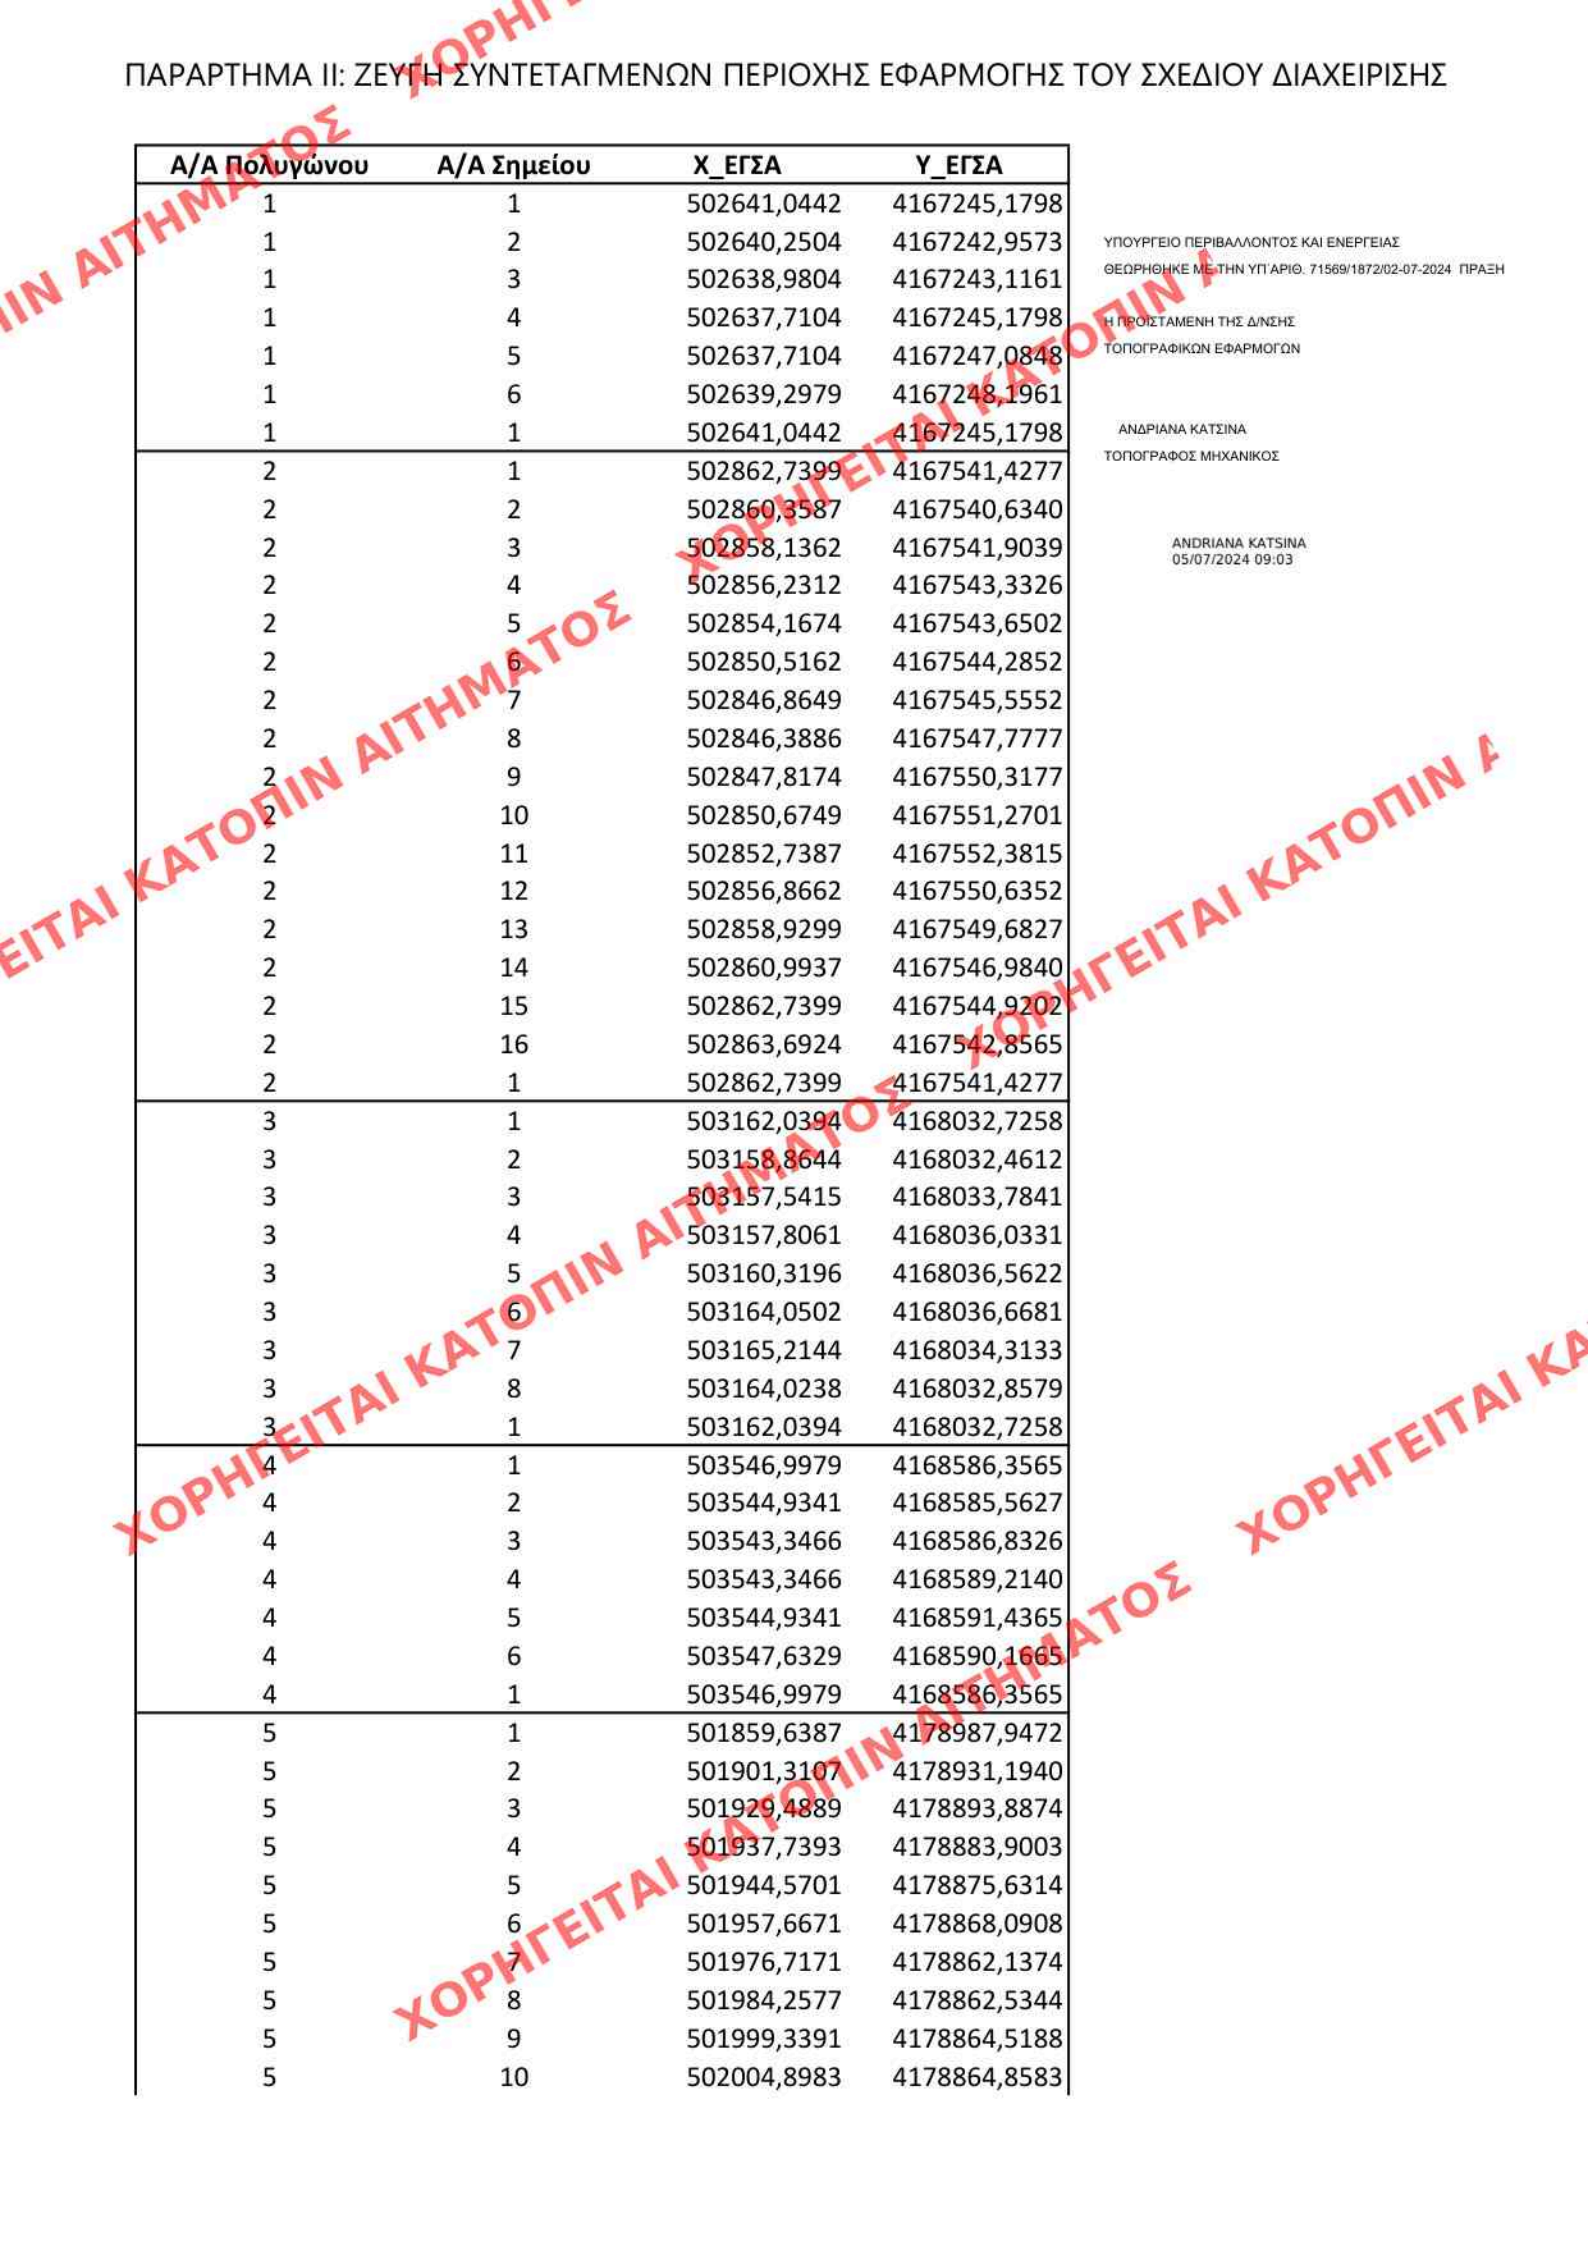 ΠΑΡΑΡΤΗΜΑ ΙΙ: ΖΕΥΓΗ ΣΥΝΤΕΤΑΓΜΕΝΩΝ ΠΕΡΙΟΧΗΣ ΕΦΑΡΜΟΓΗΣ ΤΟΥ ΣΧΕΔΙΟΥ ΔΙΑΧΕΙΡΙΣΗΣ
Α/Α Πολυγώνου Α/Α Σημείου Χ_ΕΓΣΑ Υ_ΕΓΣΑ
1 1 502641,0442 4167245,1798
1 2 502640,2504 4167242,9573
1 3 502638,9804 4167243,1161
1 4 502637,7104 4167245,1798
1 5 502637,7104 4167247,0848
1 6 502639,2979 4167248,1961
1 1 502641,0442 4167245,1798
2 1 502862,7399 4167541,4277
2 2 502860,3587 4167540,6340
2 3 502858,1362 4167541,9039
2 4 502856,2312 4167543,3326
2 5 502854,1674 4167543,6502
2 6 502850,5162 4167544,2852
2 7 502846,8649 4167545,5552
2 8 502846,3886 4167547,7777
2 9 502847,8174 4167550,3177
2 10 502850,6749 4167551,2701
2 11 502852,7387 4167552,3815
2 12 502856,8662 4167550,6352
2 13 502858,9299 4167549,6827
2 14 502860,9937 4167546,9840
2 15 502862,7399 4167544,9202
2 16 502863,6924 4167542,8565
2 1 502862,7399 4167541,4277
3 1 503162,0394 4168032,7258
3 2 503158,8644 4168032,4612
3 3 503157,5415 4168033,7841
3 4 503157,8061 4168036,0331
3 5 503160,3196 4168036,5622
3 6 503164,0502 4168036,6681
3 7 503165,2144 4168034,3133
3 8 503164,0238 4168032,8579
3 1 503162,0394 4168032,7258
4 1 503546,9979 4168586,3565
4 2 503544,9341 4168585,5627
4 3 503543,3466 4168586,8326
4 4 503543,3466 4168589,2140
4 5 503544,9341 4168591,4365
4 6 503547,6329 4168590,1665
4 1 503546,9979 4168586,3565
5 1 501859,6387 4178987,9472
5 2 501901,3107 4178931,1940
5 3 501929,4889 4178893,8874
5 4 501937,7393 4178883,9003
5 5 501944,5701 4178875,6314
5 6 501957,6671 4178868,0908
5 7 501976,7171 4178862,1374
5 8 501984,2577 4178862,5344
5 9 501999,3391 4178864,5188
5 10 502004,8983 4178864,8583
ΥΠΟΥΡΓΕΙΟ ΠΕΡΙΒΑΛΛΟΝΤΟΣ ΚΑΙ ΕΝΕΡΓΕΙΑΣ
ΘΕΩΡΗΘΗΚΕ ΜΕ ΤΗΝ ΥΠ΄ΑΡΙΘ. 71569/1872/02-07-2024 ΠΡΑΞΗ
Η ΠΡΟΪΣΤΑΜΕΝΗ ΤΗΣ Δ/ΝΣΗΣ
ΤΟΠΟΓΡΑΦΙΚΩΝ ΕΦΑΡΜΟΓΩΝ
ΑΝΔΡΙΑΝΑ ΚΑΤΣΙΝΑ
ΤΟΠΟΓΡΑΦΟΣ ΜΗΧΑΝΙΚΟΣ
ANDRIANA KATSINA
05/07/2024 09:03
ΧΟΡΗΓΕΙΤΑΙ ΚΑΤΟΠΙΝ ΑΙΤΗΜΑΤΟΣ
ΧΟΡΗΓΕΙΤΑΙ ΚΑΤΟΠΙΝ ΑΙΤΗΜΑΤΟΣ